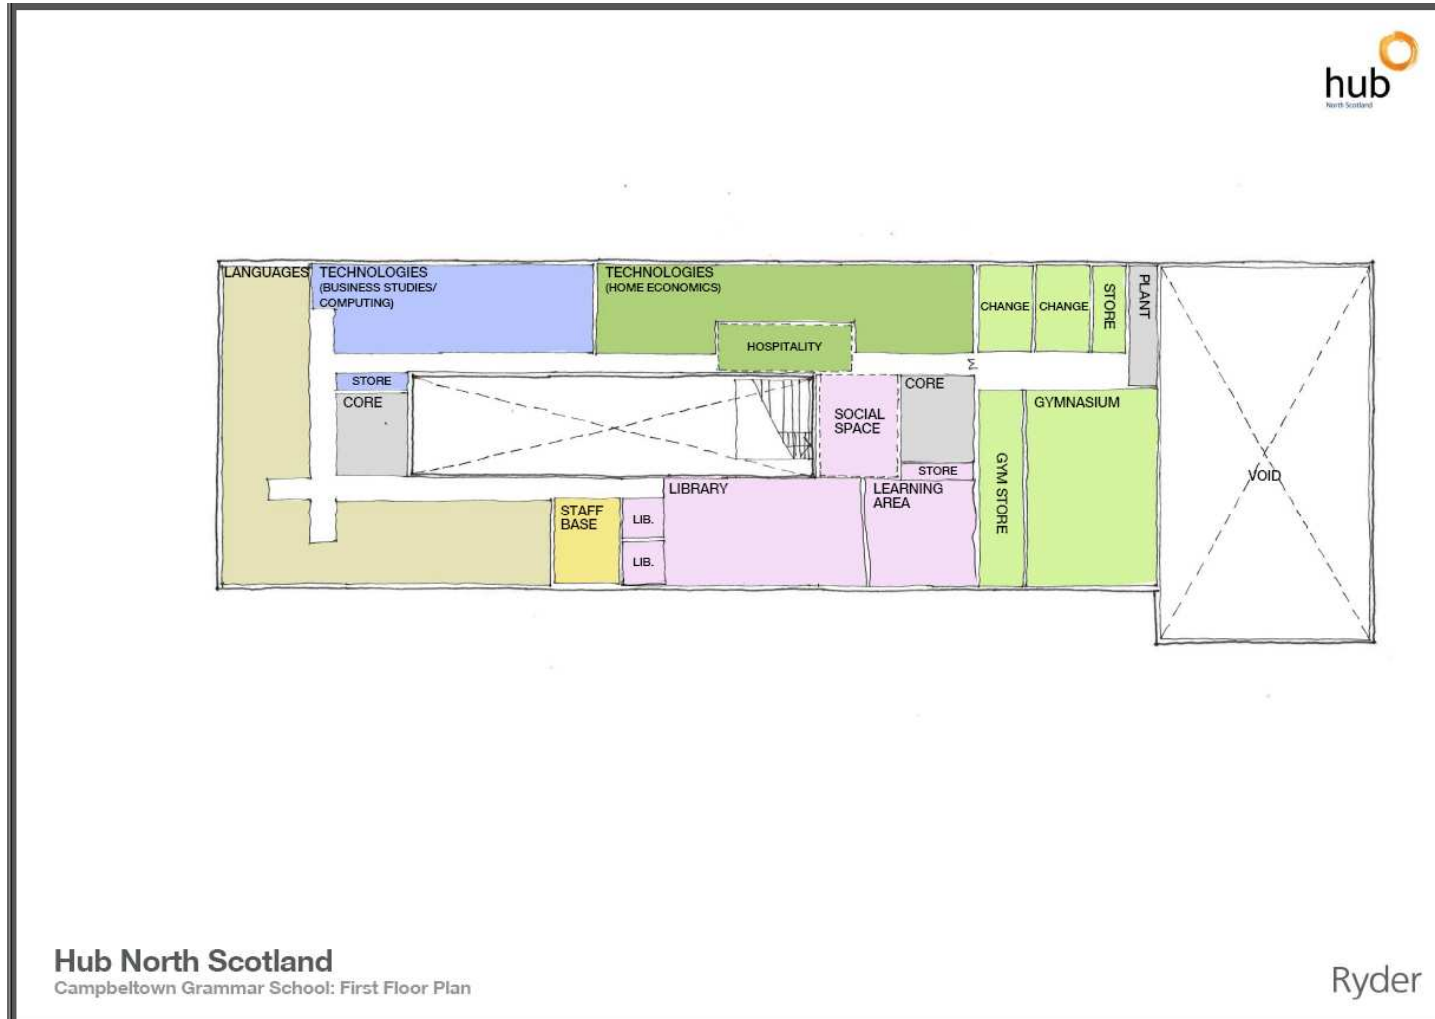 hub
North Scotland
LANGUAGES
TECHNOLOGIES
(BUSINESS STUDIES/
COMPUTING)
TECHNOLOGIES
(HOME ECONOMICS)
HOSPITALITY
CHANGE
CHANGE
STORE
PLANT
STORE
CORE
SOCIAL
SPACE
CORE
STORE
GYMNASIUM
GYM STORE
VOID
STAFF
BASE
LIB.
LIB.
LIBRARY
LEARNING
AREA
Hub North Scotland
Campbeltown Grammar School: First Floor Plan
Ryder